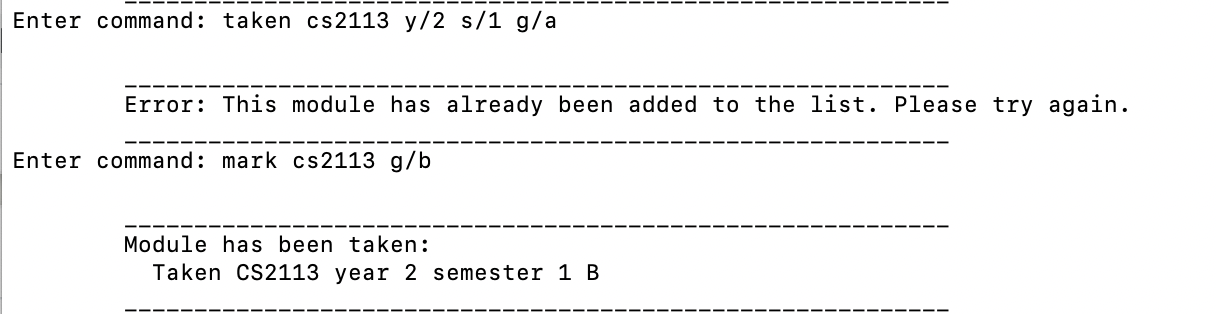 ____________________________________________________________
Enter command: taken cs2113 y/2 s/1 g/a
____________________________________________________________
Error: This module has already been added to the list. Please try again.
____________________________________________________________
Enter command: mark cs2113 g/b
____________________________________________________________
Module has been taken:
Taken CS2113 year 2 semester 1 B
____________________________________________________________